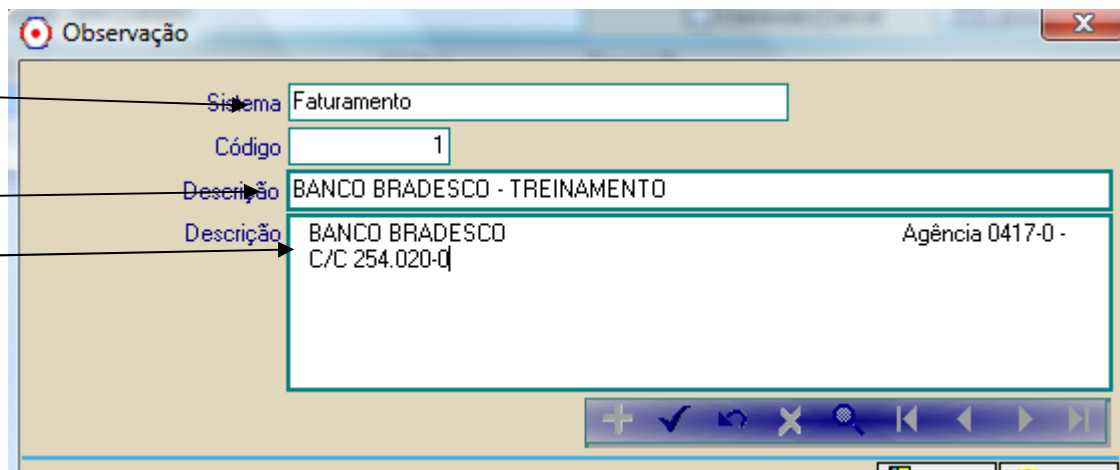 Observação
Sistema Faturamento
Código 1
Descrição BANCO BRADESCO - TREINAMENTO
Descrição BANCO BRADESCO Agência 0417-0 -
C/C 254.020-0